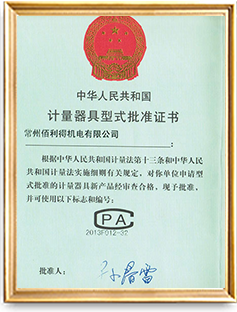 中华人民共和国
计量器具型式批准证书
常州佰利得机电有限公司
:
根据中华人民共和国计量法第十三条和中华人民
共和国计量法实施细则有关规定，对你单位申请型
式批准的计量器具新产品经审查合格，现予批准，
并可使用以下标志和编号：
CPA
2013F012-32
批准人：